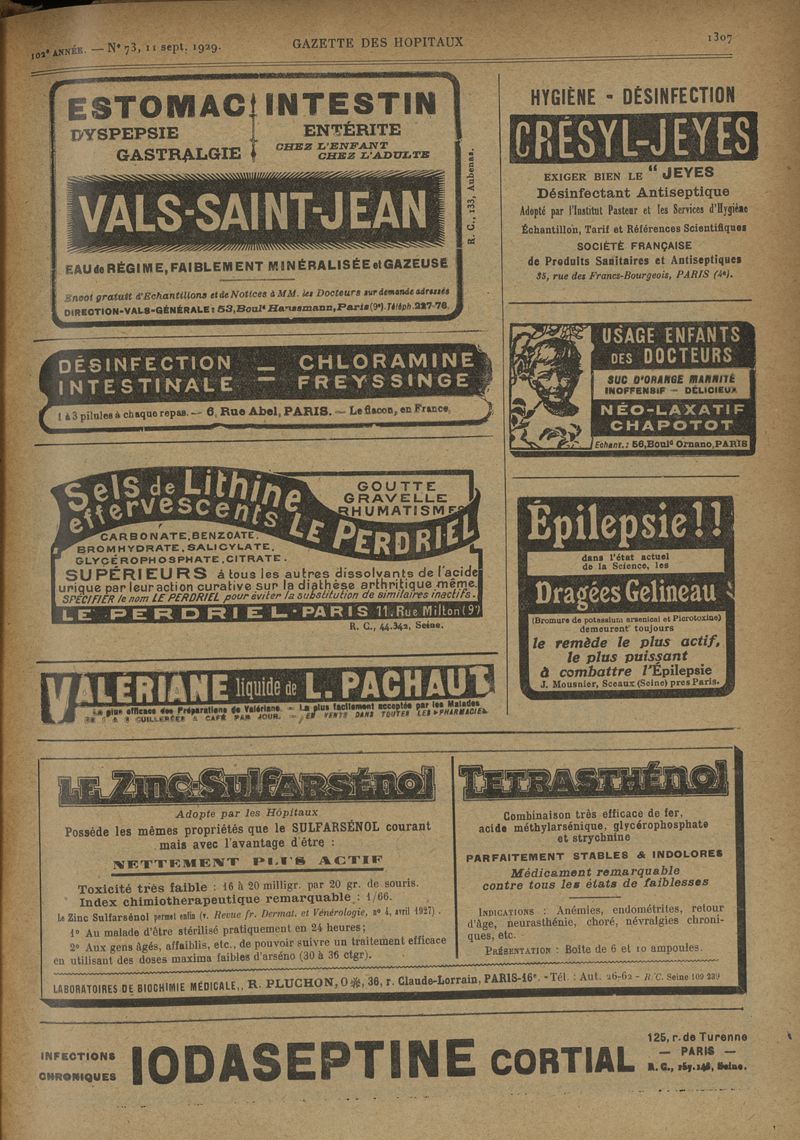 102e ANNÉE. — N° 73, 11 sept. 1929.
GAZETTE DES HOPITAUX
1307
ESTOMAC INTESTIN
DYSPEPSIE
GASTRALGIE
ENTÉRITE
CHEZ L'ENFANT
CHEZ L'ADULTE
VALS-SAINT-JEAN
EAU de RÉGIME, FAIBLEMENT MINÉRALISÉE et GAZEUSE
Envoi gratuit d'Echantillons et de Notices à MM. les Docteurs sur demande adressée
DIRECTION-VALS-GÉNÉRALE: 53, Boulᵈ Haussmann, Paris (9ᵉ). Téléph. 227-76.
R. C., 133, Aubenas.
DÉSINFECTION
INTESTINALE
=
CHLORAMINE
FREYSSINGE
1 à 3 pilules à chaque repas. — 6, Rue Abel, PARIS. — Le flacon, en France,
Sels de Lithine
effervescents LE PERDRIEL
GOUTTE
GRAVELLE
RHUMATISMES
CARBONATE, BENZOATE,
BROMHYDRATE, SALICYLATE,
GLYCÉROPHOSPHATE, CITRATE.
SUPÉRIEURS à tous les autres dissolvants de l'acide
urique par leur action curative sur la diathèse arthritique même.
SPÉCIFIER le nom LE PERDRIEL pour éviter la substitution de similaires inactifs.
LE PERDRIEL-PARIS 11, Rue Milton (9ᵉ)
R. C., 44.342, Seine.
VALÉRIANE liquide de L. PACHAUT
La plus efficace des Préparations de Valériane. — La plus facilement acceptée par les Malades
CUILLERÉES A CAFÉ PAR JOUR. — EN VENTE DANS TOUTES LES PHARMACIES
HYGIÈNE - DÉSINFECTION
CRÉSYL-JEYES
EXIGER BIEN LE " JEYES
Désinfectant Antiseptique
Adopté par l'Institut Pasteur et les Services d'Hygiène
Échantillon, Tarif et Références Scientifiques
SOCIÉTÉ FRANÇAISE
de Produits Sanitaires et Antiseptiques
35, rue des Francs-Bourgeois, PARIS (4ᵉ).
USAGE ENFANTS
DES DOCTEURS
SUC D'ORANGE MANNITÉ
INOFFENSIF - DÉLICIEUX
NÉO-LAXATIF
CHAPOTOT
Echant.: 56, Boulᵈ Ornano, PARIS
Épilepsie!!
dans l'état actuel
de la Science, les
Dragées Gelineau
(Bromure de potassium arsenical et Picrotoxine)
demeurent toujours
le remède le plus actif,
le plus puissant
à combattre l'Épilepsie
J. Mousnier, Sceaux (Seine) pres Paris.
LE Zinc-Sulfarsénol
Adopte par les Hôpitaux
Possède les mêmes propriétés que le SULFARSÉNOL courant
mais avec l'avantage d'être :
NETTEMENT PLUS ACTIF
Toxicité très faible : 16 à 20 milligr. par 20 gr. de souris.
Index chimiotherapeutique remarquable : 1/66.
Le Zinc Sulfarsénol permet enfin (v. Revue fr. Dermat. et Vénérologie, n° 4, avril 1927).
1° Au malade d'être stérilisé pratiquement en 24 heures;
2° Aux gens âgés, affaiblis, etc., de pouvoir suivre un traitement efficace
en utilisant des doses maxima faibles d'arséno (30 à 36 ctgr).
TETRASTHÉNOL
Combinaison très efficace de fer,
acide méthylarsénique, glycérophosphate
et strychnine
PARFAITEMENT STABLES & INDOLORES
Médicament remarquable
contre tous les états de faiblesses
INDICATIONS : Anémies, endométrites, retour
d'âge, neurasthénie, choré, névralgies chroni-
ques, etc.
PRÉSENTATION : Boîte de 6 et 10 ampoules.
LABORATOIRES DE BIOCHIMIE MÉDICALE,, R. PLUCHON, O ✻, 36, r. Claude-Lorrain, PARIS-16ᵉ. - Tél. : Aut. 26-62 - R. C. Seine 109 239
INFECTIONS
CHRONIQUES
IODASEPTINE CORTIAL
125, r. de Turenne
— PARIS —
R. C., 157.146, Seine.